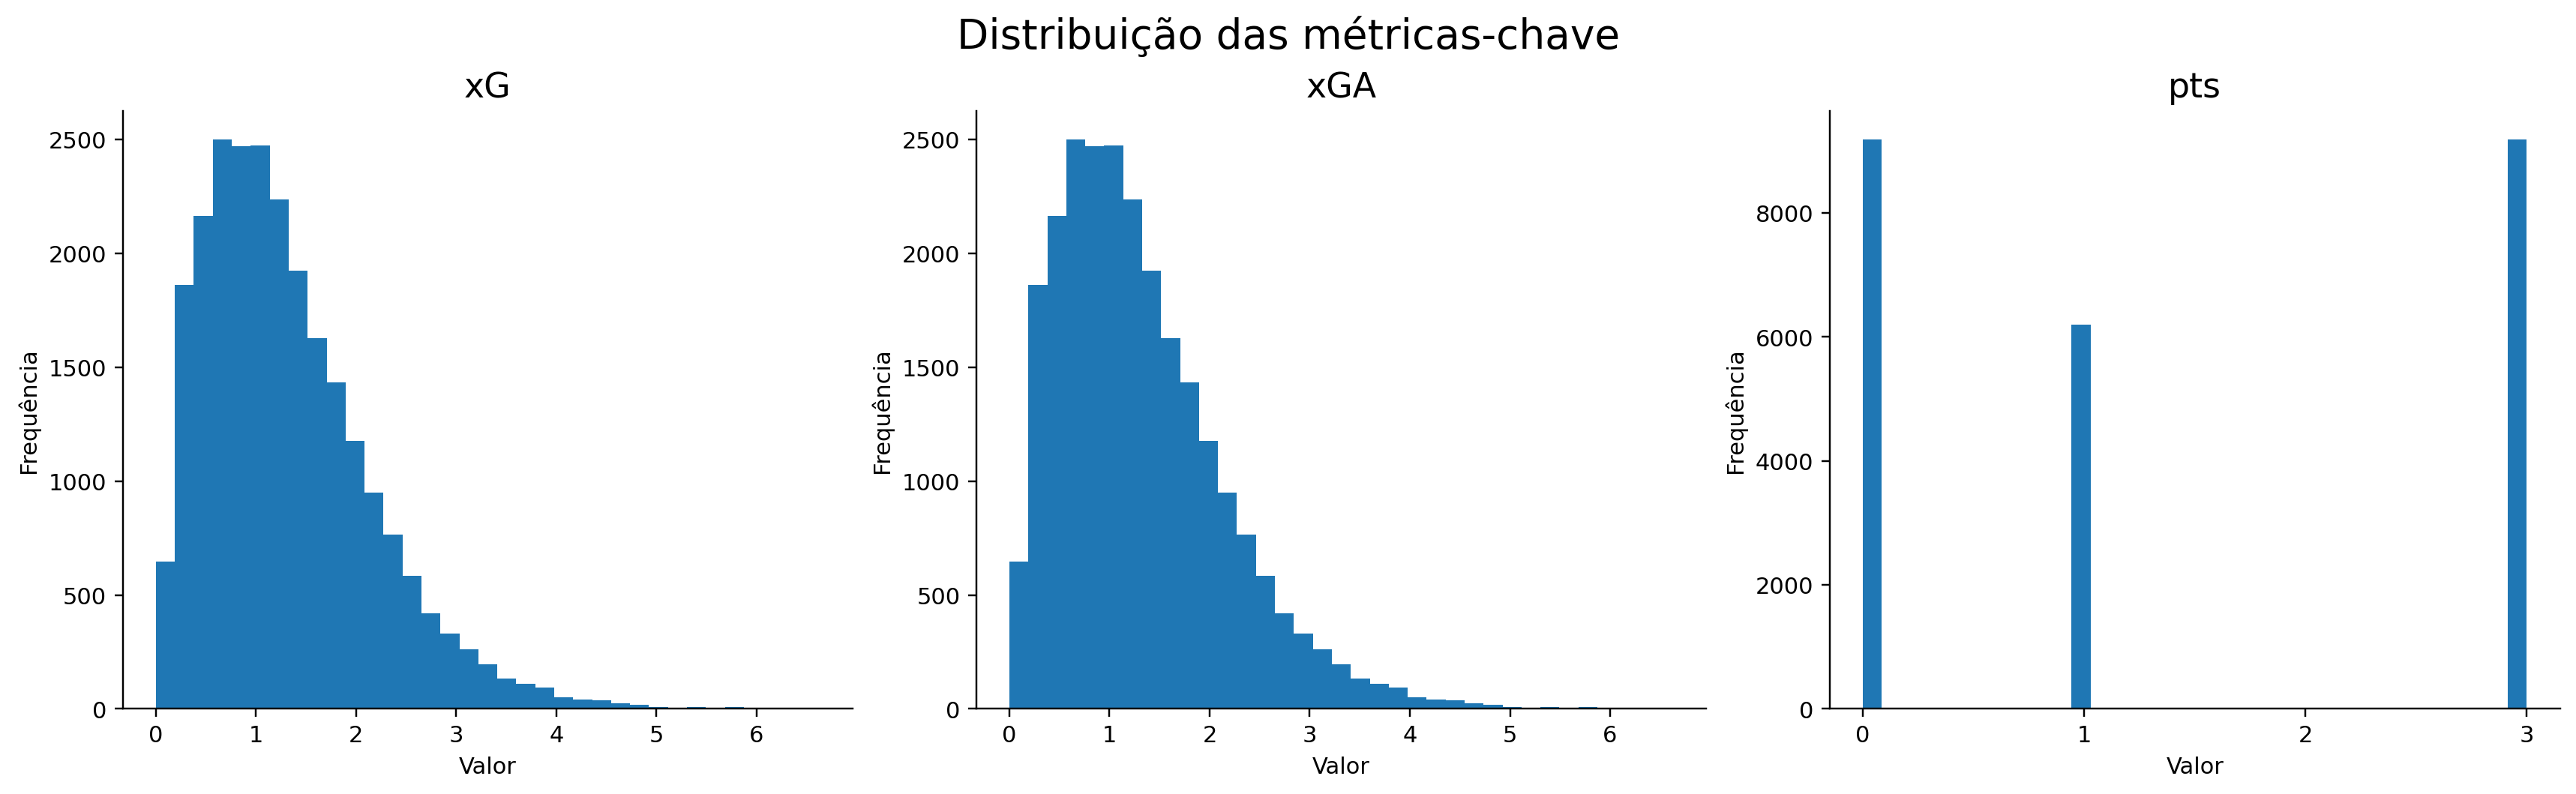 Distribuição das métricas-chave
xG
2500
2000
1500
1000
500
0
Frequência
0 1 2 3 4 5 6
Valor
xGA
2500
2000
1500
1000
500
0
Frequência
0 1 2 3 4 5 6
Valor
pts
8000
6000
4000
2000
0
Frequência
0 1 2 3
Valor